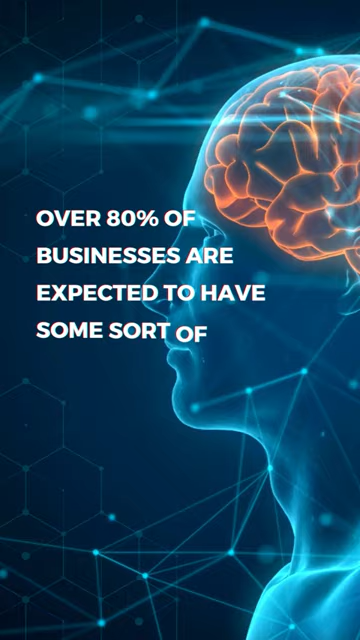 OVER 80% OF
BUSINESSES ARE
EXPECTED TO HAVE
SOME SORT OF